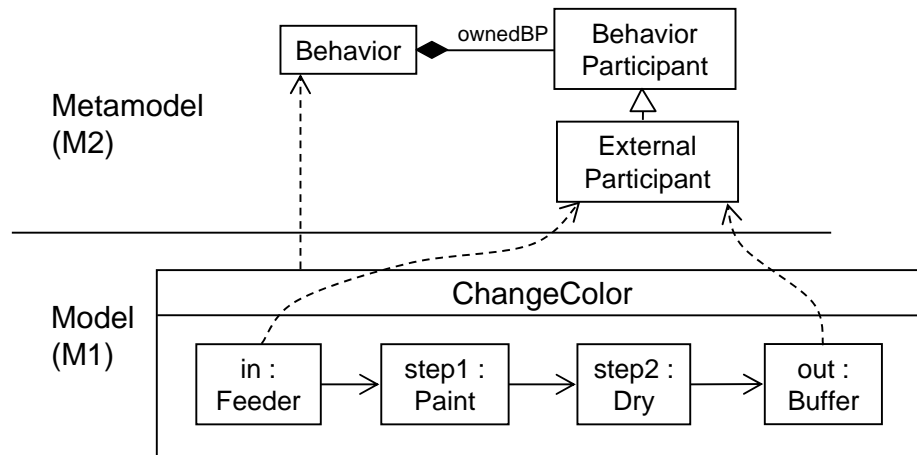 Behavior
ownedBP
Behavior
Participant
Metamodel
(M2)
External
Participant
ChangeColor
Model
(M1)
in :
Feeder
step1 :
Paint
step2 :
Dry
out :
Buffer